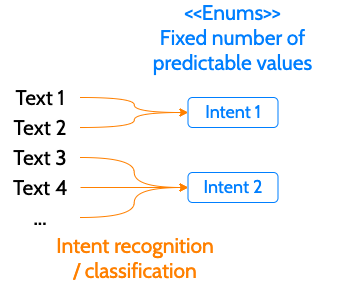 <<Enums>>
Fixed number of
predictable values
Text 1
Text 2
Text 3
Text 4
...
Intent 1
Intent 2
Intent recognition
/ classification